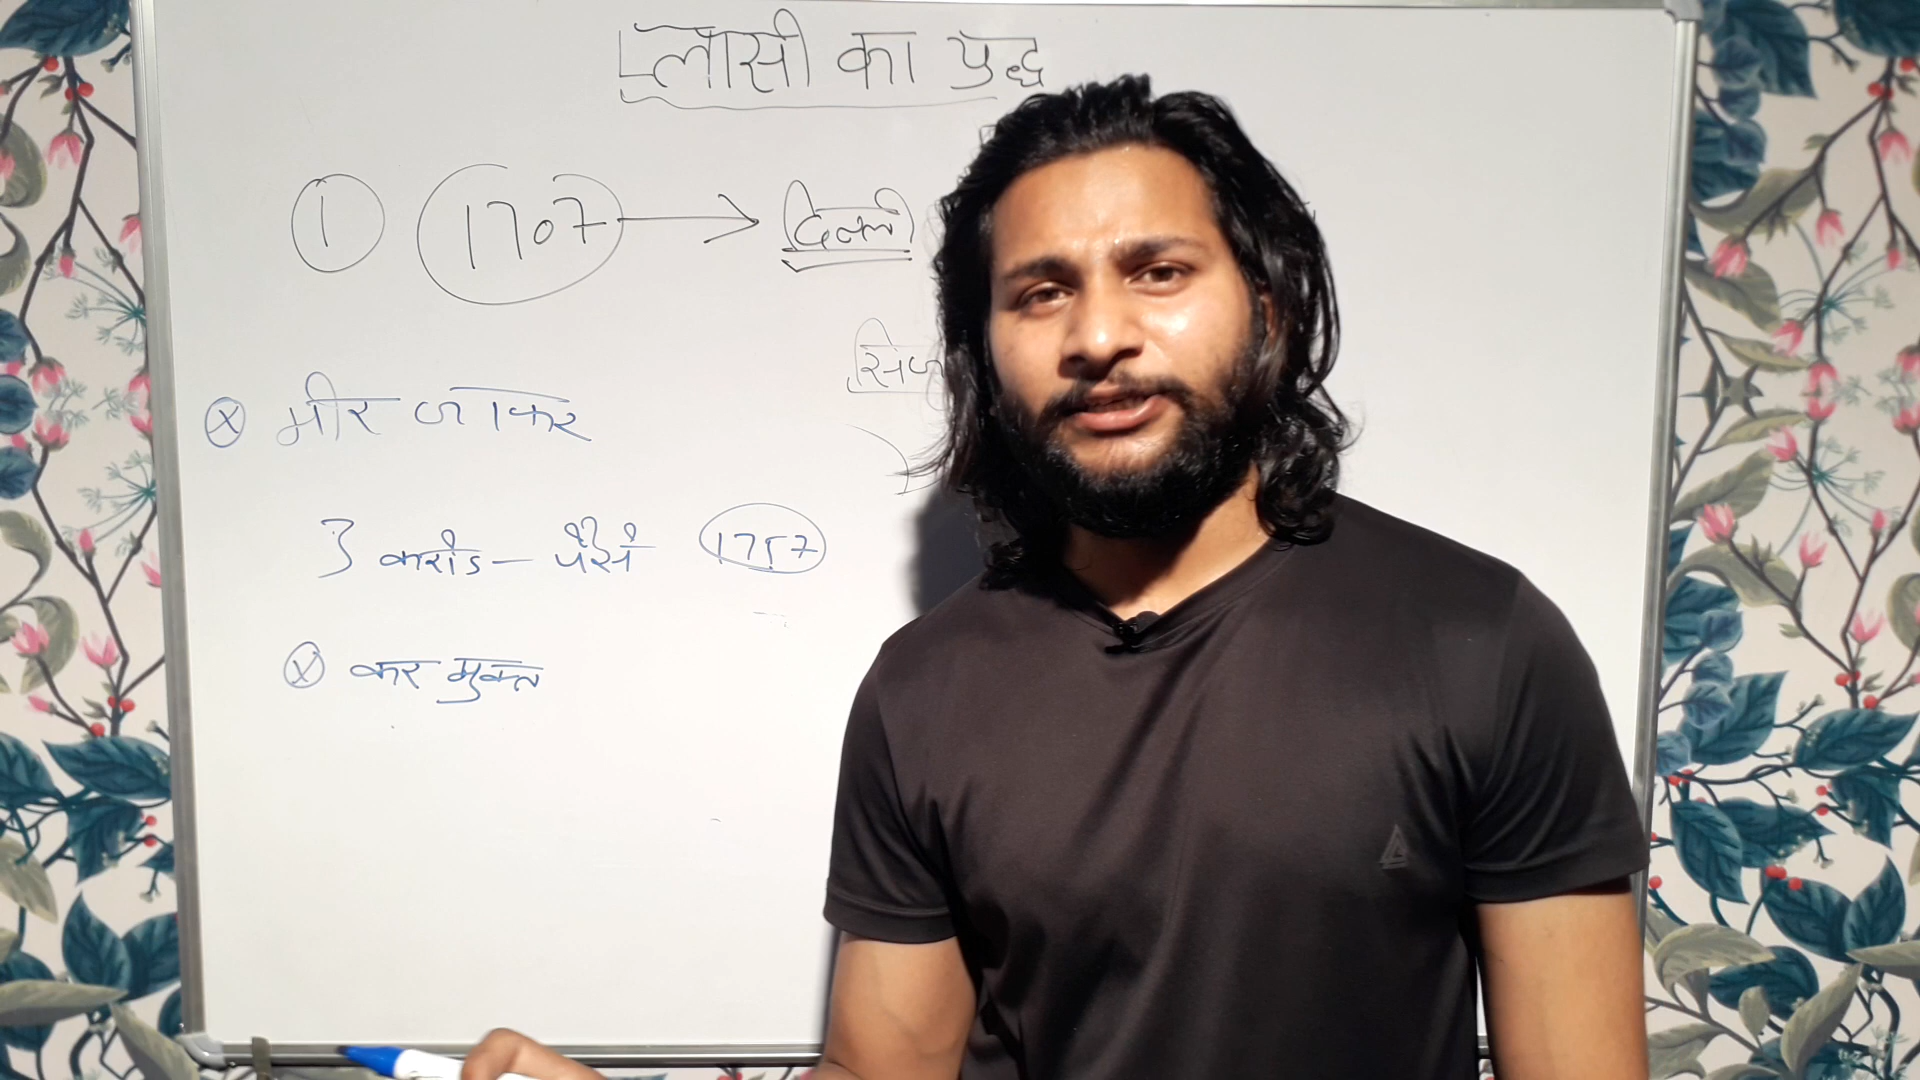 प्लासी का युद्ध
1 1707 → दिल्ली
x मीर जाफर
3 करोड - पैसे 1757
x कर मुक्त